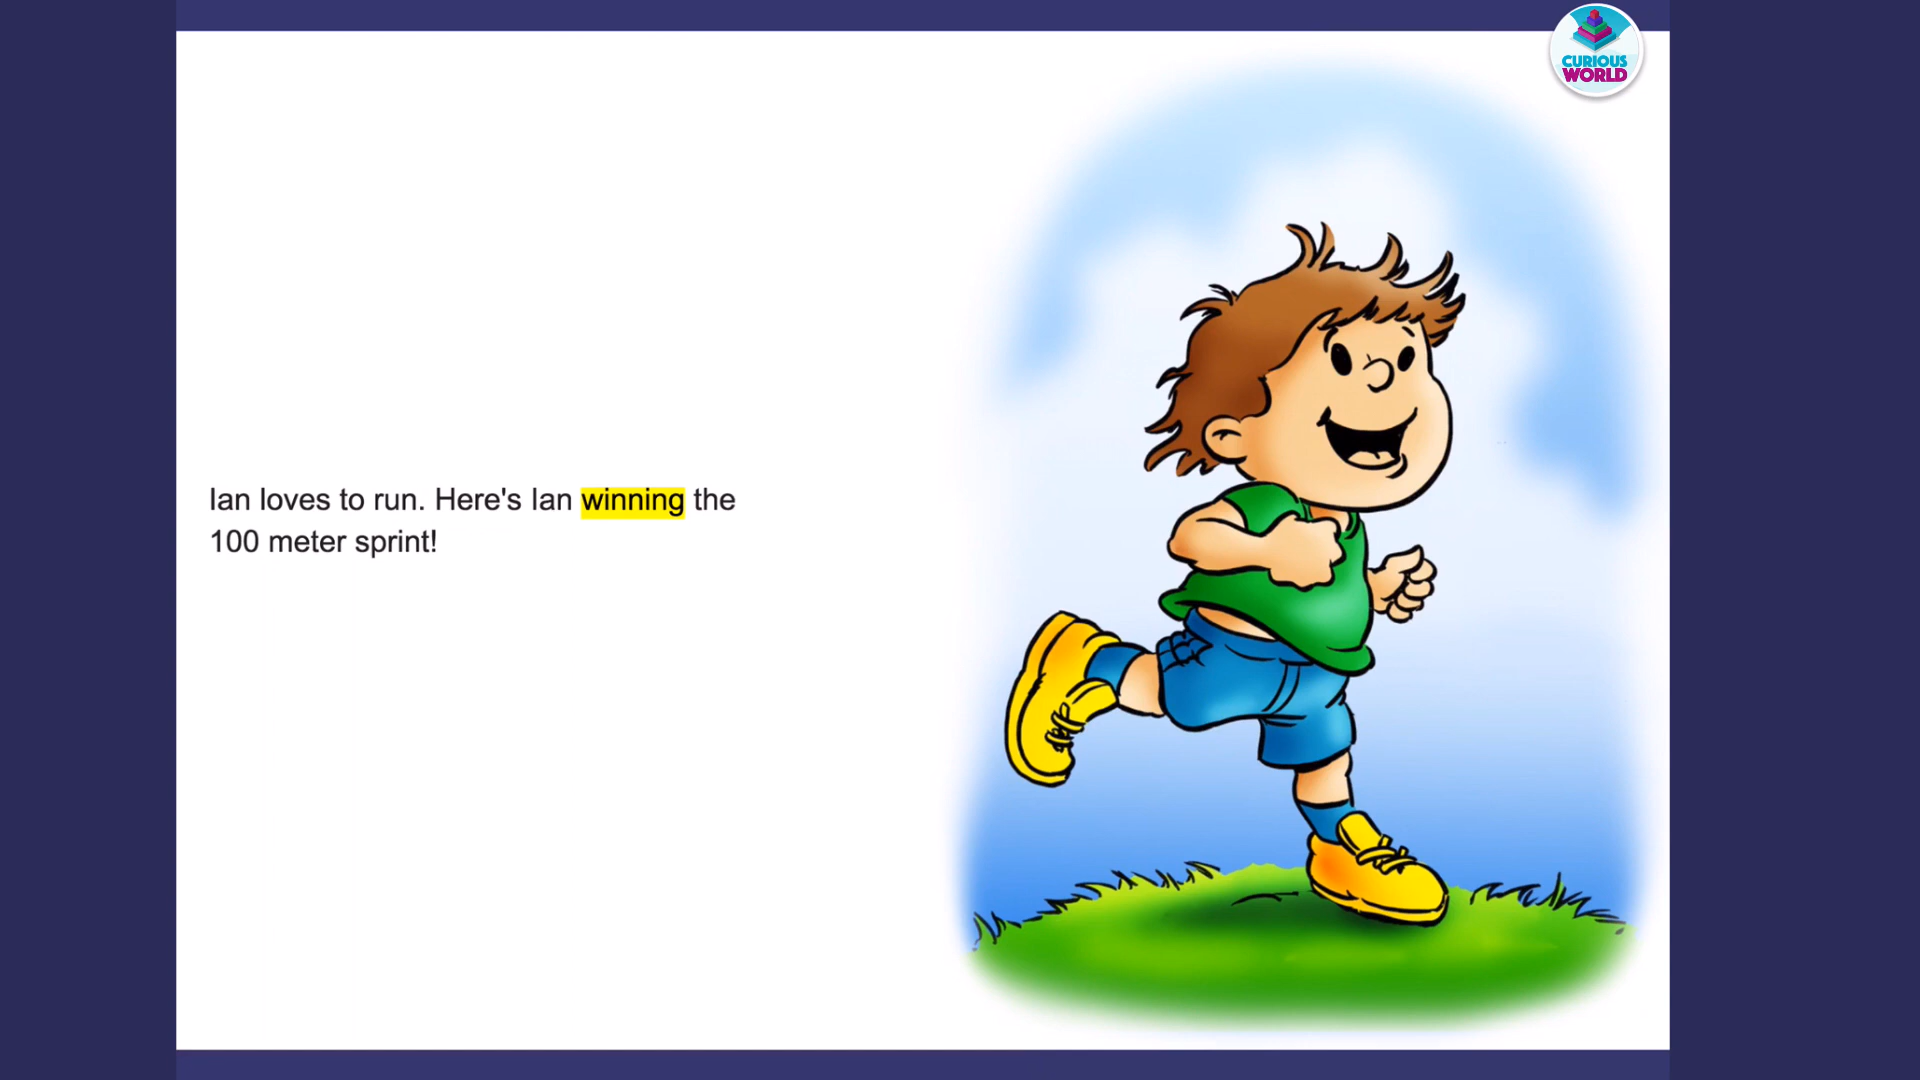 CURIOUS
WORLD
Ian loves to run. Here's Ian winning the
100 meter sprint!